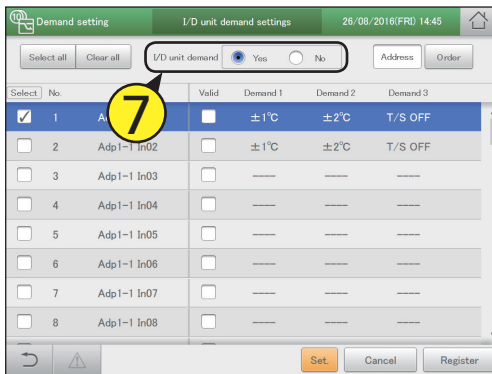 100% Demand setting I/D unit demand settings 26/08/2016(FRI) 14:45
Select all Clear all I/D unit demand Yes No Address Order
Select No. Valid Demand 1 Demand 2 Demand 3
7
1 A ±1℃ ±2℃ T/S OFF
2 Adp1-1 In02 ±1℃ ±2℃ T/S OFF
3 Adp1-1 In03 ---- ---- ----
4 Adp1-1 In04 ---- ---- ----
5 Adp1-1 In05 ---- ---- ----
6 Adp1-1 In06 ---- ---- ----
7 Adp1-1 In07 ---- ---- ----
8 Adp1-1 In08 ---- ---- ----
Set. Cancel Register